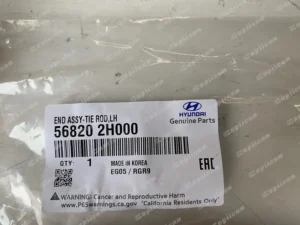 END ASSY-TIE ROD,LH
56820 2H000
HYUNDAI
Genuine Parts
QTY: 1
MADE IN KOREA
EG05 / RGR9
EAC
WARNING! Cancer and Reproductive Harm
www.P65warnings.ca.gov "California Residents Only"